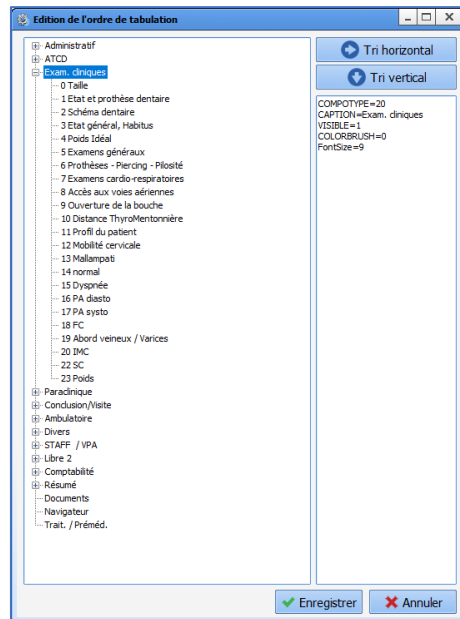 Edition de l'ordre de tabulation
Administratif
ATCD
Exam. cliniques
0 Taille
1 Etat et prothèse dentaire
2 Schéma dentaire
3 Etat général, Habitus
4 Poids Idéal
5 Examens généraux
6 Prothèses - Piercing - Pilosité
7 Examens cardio-respiratoires
8 Accès aux voies aériennes
9 Ouverture de la bouche
10 Distance ThyroMentonnière
11 Profil du patient
12 Mobilité cervicale
13 Mallampati
14 normal
15 Dyspnée
16 PA diasto
17 PA systo
18 FC
19 Abord veineux / Varices
20 IMC
22 SC
23 Poids
Paraclinique
Conclusion/Visite
Ambulatoire
Divers
STAFF / VPA
Libre 2
Comptabilité
Résumé
Documents
Navigateur
Trait. / Préméd.
Tri horizontal
Tri vertical
COMPOTYPE=20
CAPTION=Exam. cliniques
VISIBLE=1
COLORBRUSH=0
FontSize=9
Enregistrer
Annuler